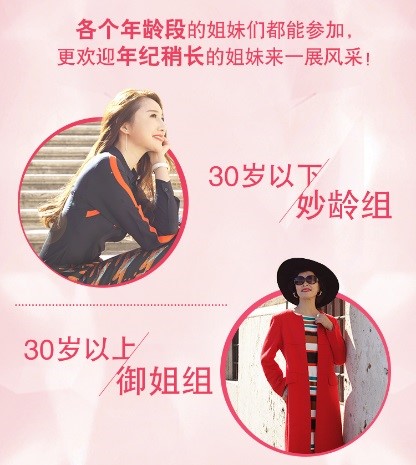 各个年龄段的姐妹们都能参加，
更欢迎年纪稍长的姐妹来一展风采！
30岁以下
妙龄组
30岁以上
御姐组